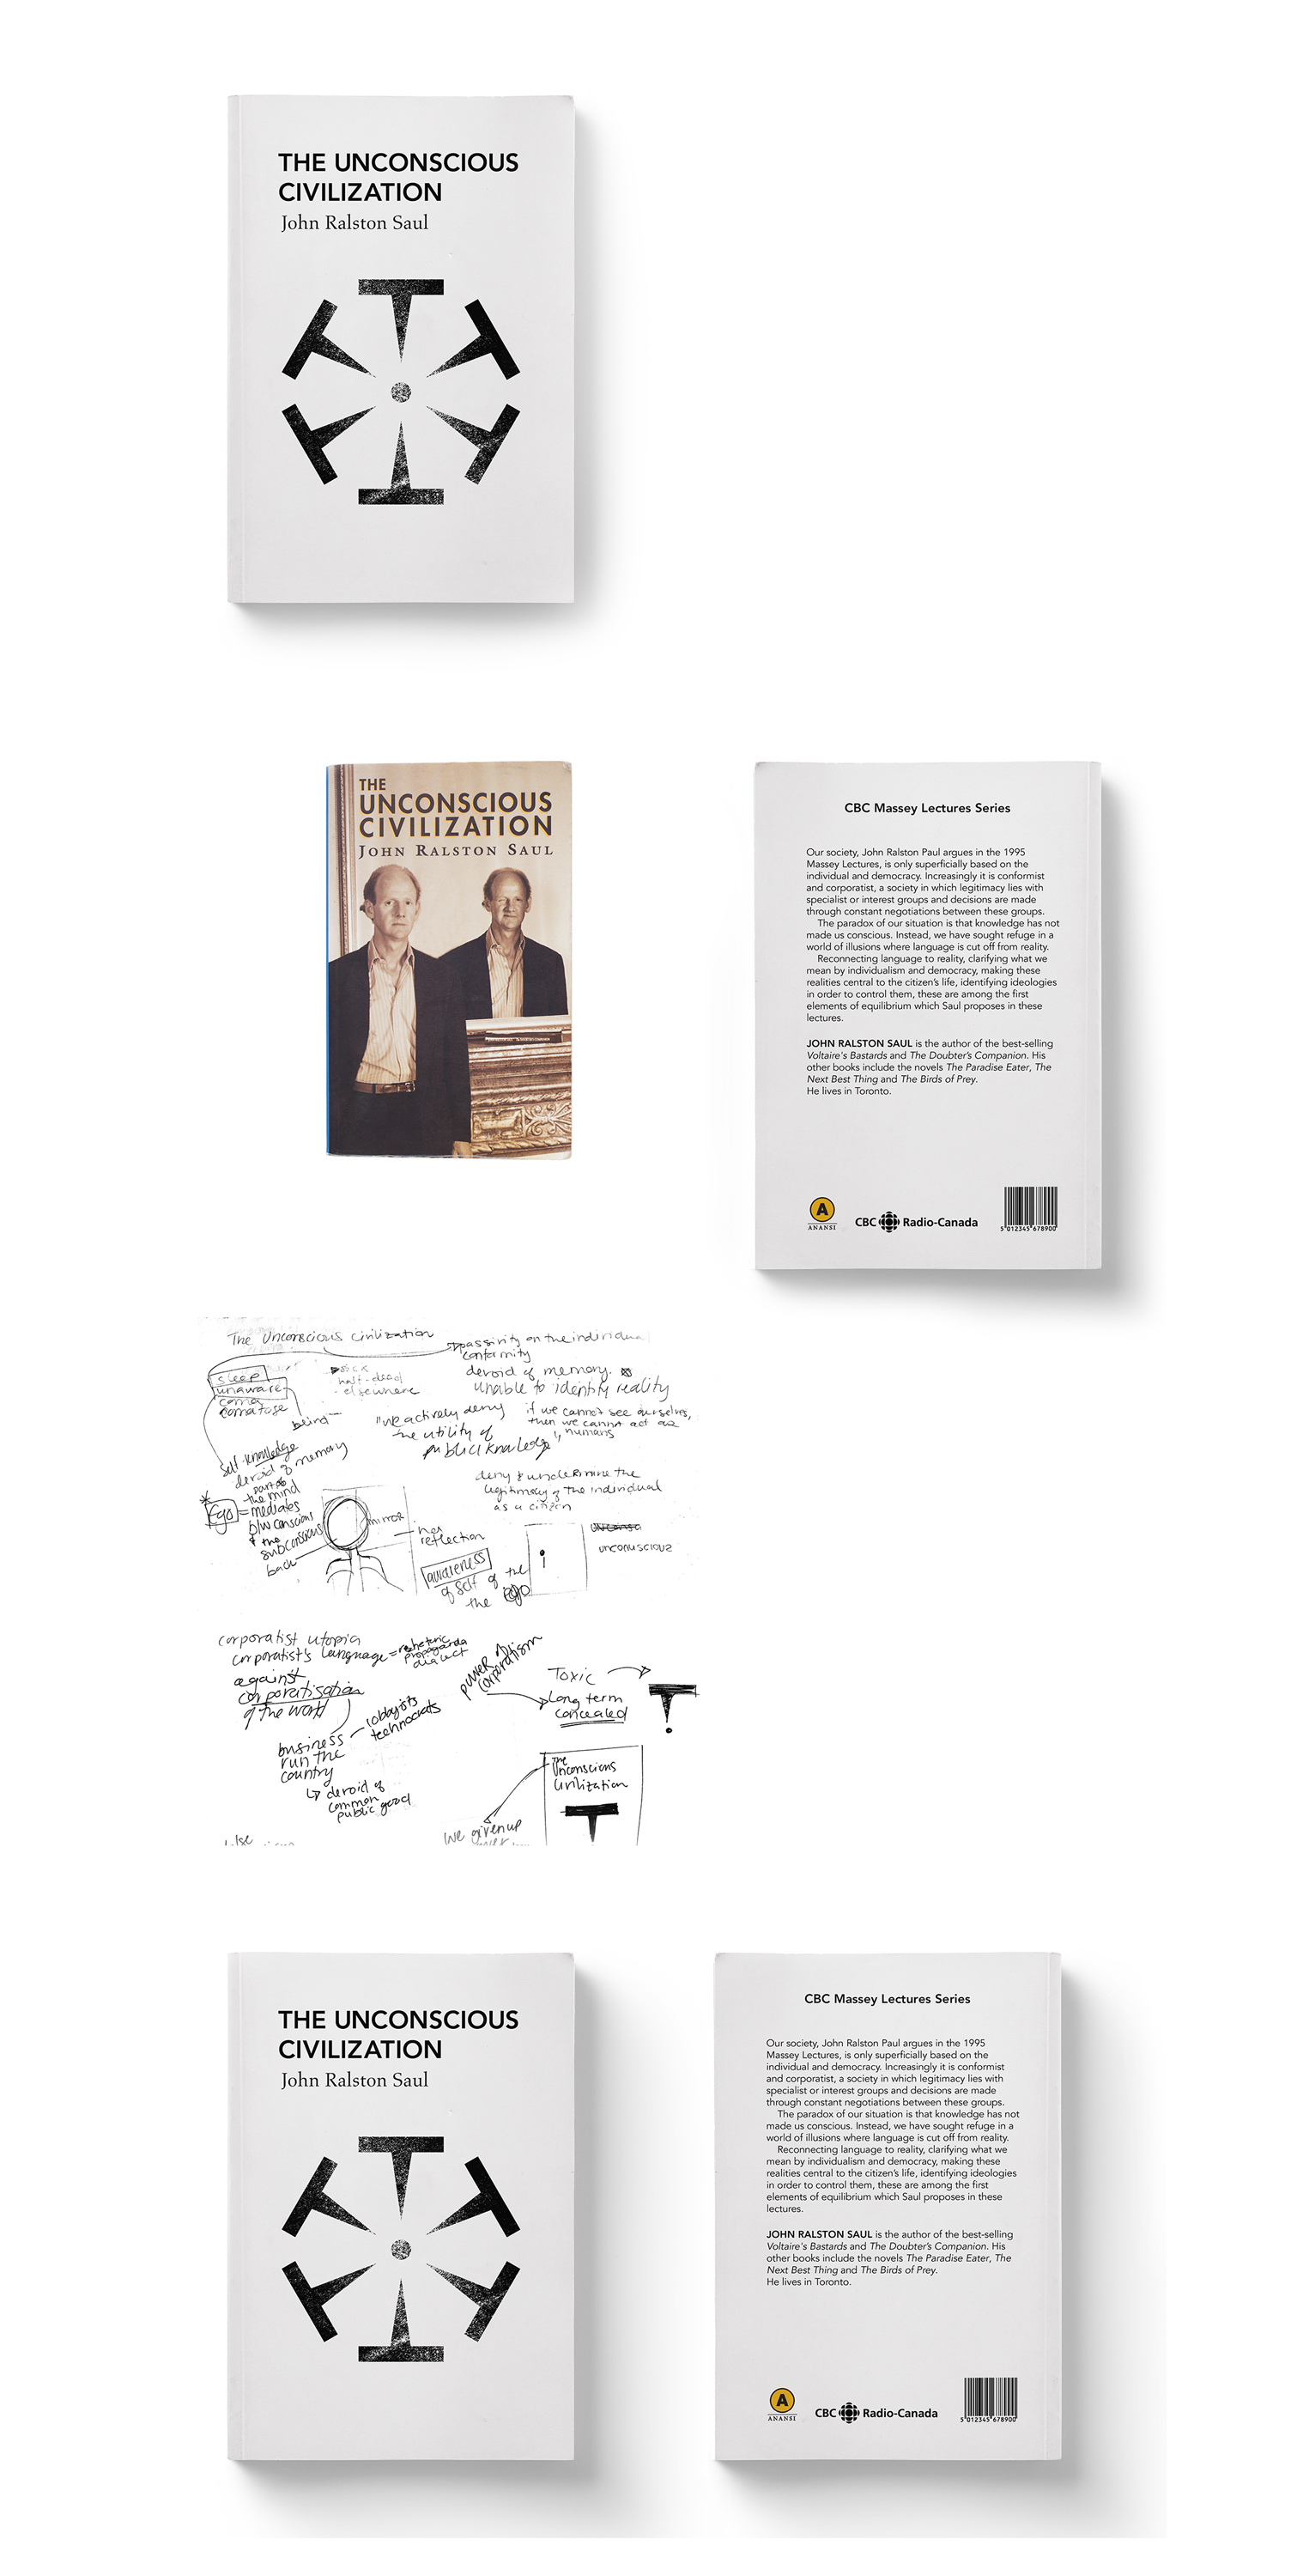 THE UNCONSCIOUS
CIVILIZATION
John Ralston Saul
THE
UNCONSCIOUS
CIVILIZATION
JOHN RALSTON SAUL
CBC Massey Lectures Series
Our society, John Ralston Paul argues in the 1995
Massey Lectures, is only superficially based on the
individual and democracy. Increasingly it is conformist
and corporatist, a society in which legitimacy lies with
specialist or interest groups and decisions are made
through constant negotiations between these groups.
The paradox of our situation is that knowledge has not
made us conscious. Instead, we have sought refuge in a
world of illusions where language is cut off from reality.
Reconnecting language to reality, clarifying what we
mean by individualism and democracy, making these
realities central to the citizen's life, identifying ideologies
in order to control them, these are among the first
elements of equilibrium which Saul proposes in these
lectures.
JOHN RALSTON SAUL is the author of the best-selling
Voltaire's Bastards and The Doubter's Companion. His
other books include the novels The Paradise Eater, The
Next Best Thing and The Birds of Prey.
He lives in Toronto.
A
ANANSI
CBC Radio-Canada
5 012345 678900
The Unconscious civilization
passivity on the individual
conformity
devoid of memory.
unable to identify reality
sleep
unaware
coma
comatose
sick
half-dead
elsewhere
blind
"we actively deny
the utility of
public knowledge"
if we cannot see ourselves,
then we cannot act as
humans
self-knowledge
devoid of memory
deny & undermine the
legitimacy of the individual
as a citizen
part of
the mind
Ego = mediates
b/w conscious
& the
subconscious
back
mirror
no
reflection
awareness
of self of the
the ego
unconuscious
corporatist utopia
corporatist's language = rhetoric
propaganda
dialect
against
corporatisation
of the world
power of
corporatism
Toxic
long term
concealed
T
lobbyists
technocrats
business
run the
country
devoid of
common
public good
The
Unconscious
Civilization
T
we given up
false
THE UNCONSCIOUS
CIVILIZATION
John Ralston Saul
CBC Massey Lectures Series
Our society, John Ralston Paul argues in the 1995
Massey Lectures, is only superficially based on the
individual and democracy. Increasingly it is conformist
and corporatist, a society in which legitimacy lies with
specialist or interest groups and decisions are made
through constant negotiations between these groups.
The paradox of our situation is that knowledge has not
made us conscious. Instead, we have sought refuge in a
world of illusions where language is cut off from reality.
Reconnecting language to reality, clarifying what we
mean by individualism and democracy, making these
realities central to the citizen's life, identifying ideologies
in order to control them, these are among the first
elements of equilibrium which Saul proposes in these
lectures.
JOHN RALSTON SAUL is the author of the best-selling
Voltaire's Bastards and The Doubter's Companion. His
other books include the novels The Paradise Eater, The
Next Best Thing and The Birds of Prey.
He lives in Toronto.
A
ANANSI
CBC Radio-Canada
5 012345 678900